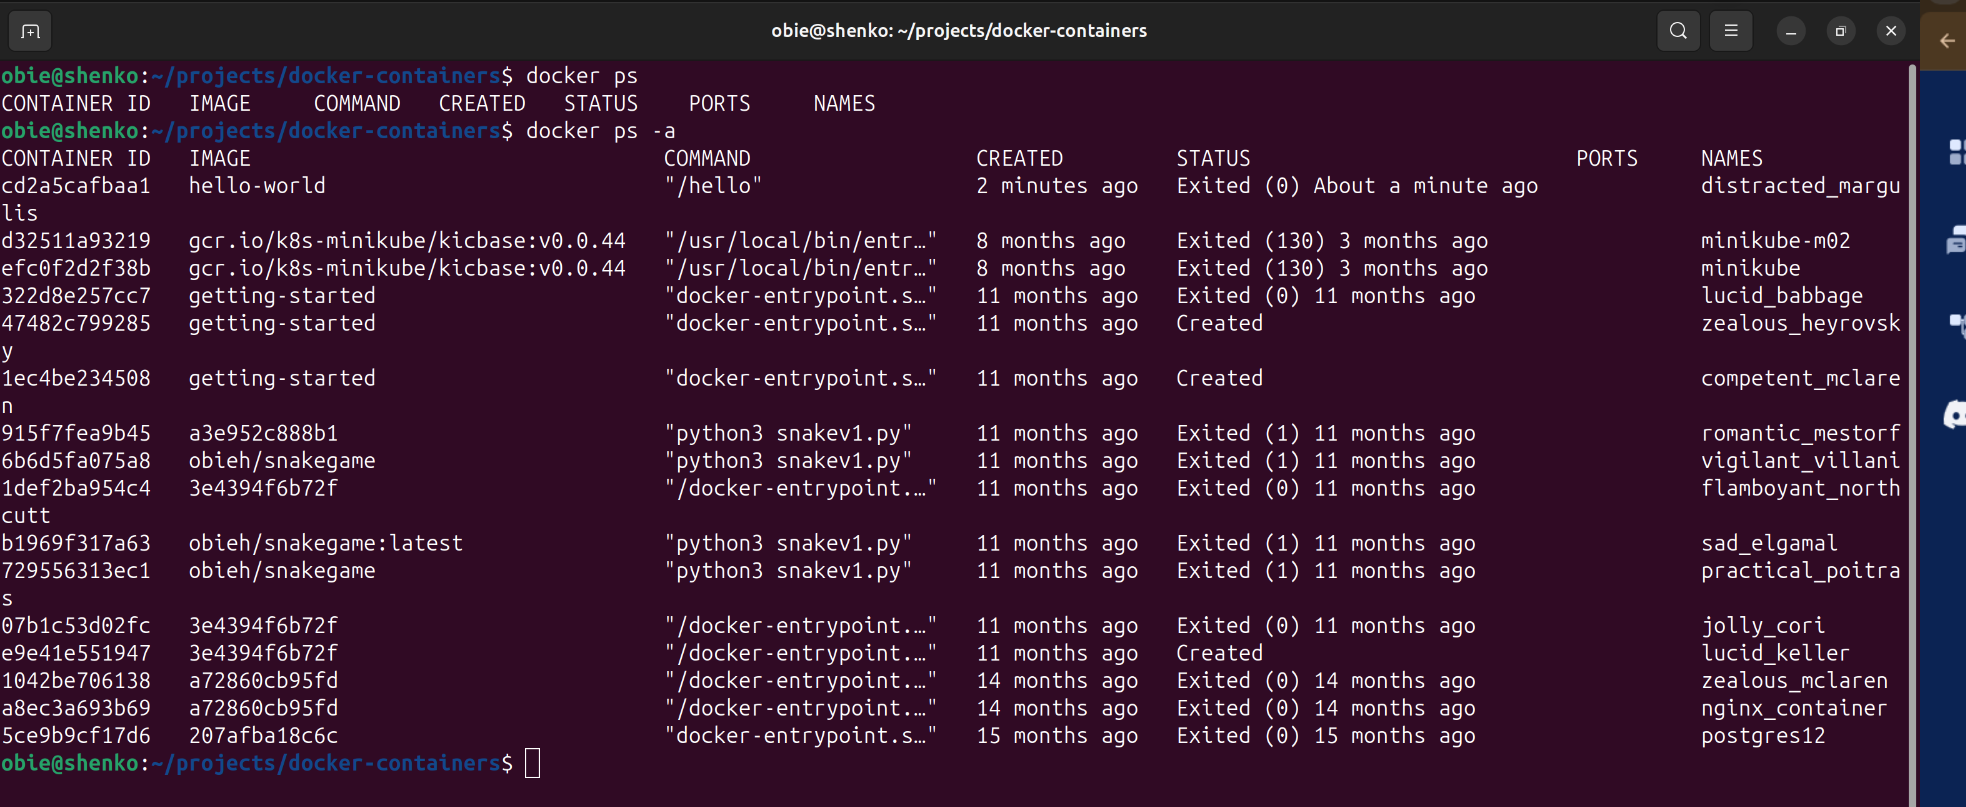 obie@shenko: ~/projects/docker-containers
obie@shenko:~/projects/docker-containers$ docker ps
CONTAINER ID   IMAGE     COMMAND   CREATED   STATUS    PORTS     NAMES
obie@shenko:~/projects/docker-containers$ docker ps -a
CONTAINER ID   IMAGE                                 COMMAND                  CREATED         STATUS                          PORTS     NAMES
cd2a5cafbaa1   hello-world                           "/hello"                 2 minutes ago   Exited (0) About a minute ago             distracted_margu
lis
d32511a93219   gcr.io/k8s-minikube/kicbase:v0.0.44   "/usr/local/bin/entr…"   8 months ago    Exited (130) 3 months ago                 minikube-m02
efc0f2d2f38b   gcr.io/k8s-minikube/kicbase:v0.0.44   "/usr/local/bin/entr…"   8 months ago    Exited (130) 3 months ago                 minikube
322d8e257cc7   getting-started                       "docker-entrypoint.s…"   11 months ago   Exited (0) 11 months ago                  lucid_babbage
47482c799285   getting-started                       "docker-entrypoint.s…"   11 months ago   Created                                   zealous_heyrovsk
y
1ec4be234508   getting-started                       "docker-entrypoint.s…"   11 months ago   Created                                   competent_mclare
n
915f7fea9b45   a3e952c888b1                          "python3 snakev1.py"     11 months ago   Exited (1) 11 months ago                  romantic_mestorf
6b6d5fa075a8   obieh/snakegame                       "python3 snakev1.py"     11 months ago   Exited (1) 11 months ago                  vigilant_villani
1def2ba954c4   3e4394f6b72f                          "/docker-entrypoint.…"   11 months ago   Exited (0) 11 months ago                  flamboyant_north
cutt
b1969f317a63   obieh/snakegame:latest                "python3 snakev1.py"     11 months ago   Exited (1) 11 months ago                  sad_elgamal
729556313ec1   obieh/snakegame                       "python3 snakev1.py"     11 months ago   Exited (1) 11 months ago                  practical_poitra
s
07b1c53d02fc   3e4394f6b72f                          "/docker-entrypoint.…"   11 months ago   Exited (0) 11 months ago                  jolly_cori
e9e41e551947   3e4394f6b72f                          "/docker-entrypoint.…"   11 months ago   Created                                   lucid_keller
1042be706138   a72860cb95fd                          "/docker-entrypoint.…"   14 months ago   Exited (0) 14 months ago                  zealous_mclaren
a8ec3a693b69   a72860cb95fd                          "/docker-entrypoint.…"   14 months ago   Exited (0) 14 months ago                  nginx_container
5ce9b9cf17d6   207afba18c6c                          "docker-entrypoint.s…"   15 months ago   Exited (0) 15 months ago                  postgres12
obie@shenko:~/projects/docker-containers$